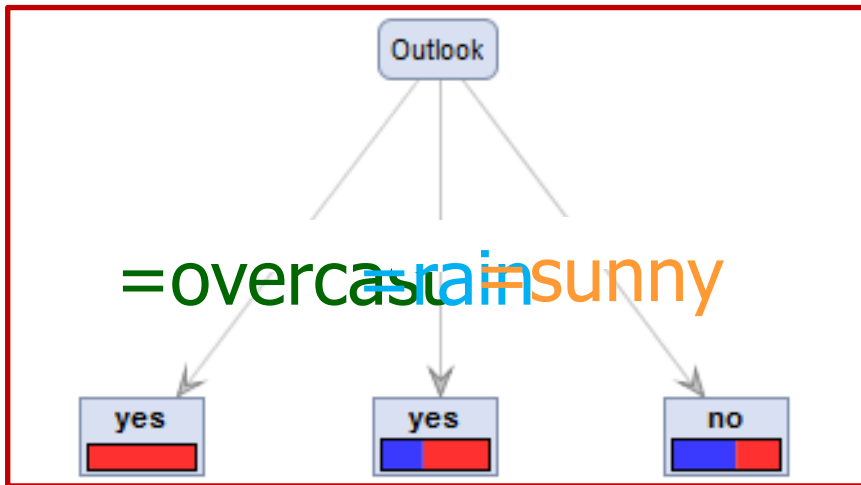 Outlook
=overcast =rain =sunny
yes yes no